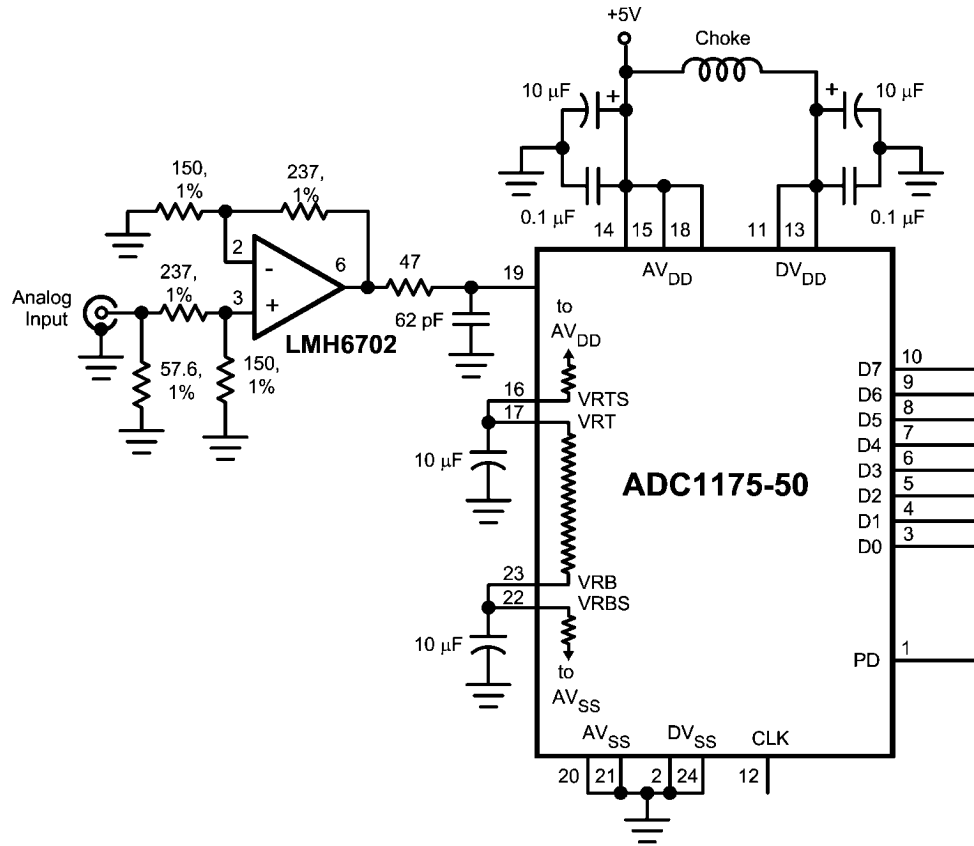 +5V
Choke
10 μF
+
+
10 μF
0.1 μF
0.1 μF
14
15
18
11
13
AVDD
DVDD
150,
1%
237,
1%
2
-
6
47
19
237,
1%
3
+
Analog
Input
LMH6702
62 pF
57.6,
1%
150,
1%
to
AVDD
16
VRTS
17
VRT
10 μF
ADC1175-50
D7
10
D6
9
D5
8
D4
7
D3
6
D2
5
D1
4
D0
3
23
VRB
22
VRBS
10 μF
to
AVSS
PD
1
AVSS
DVSS
CLK
20
21
2
24
12